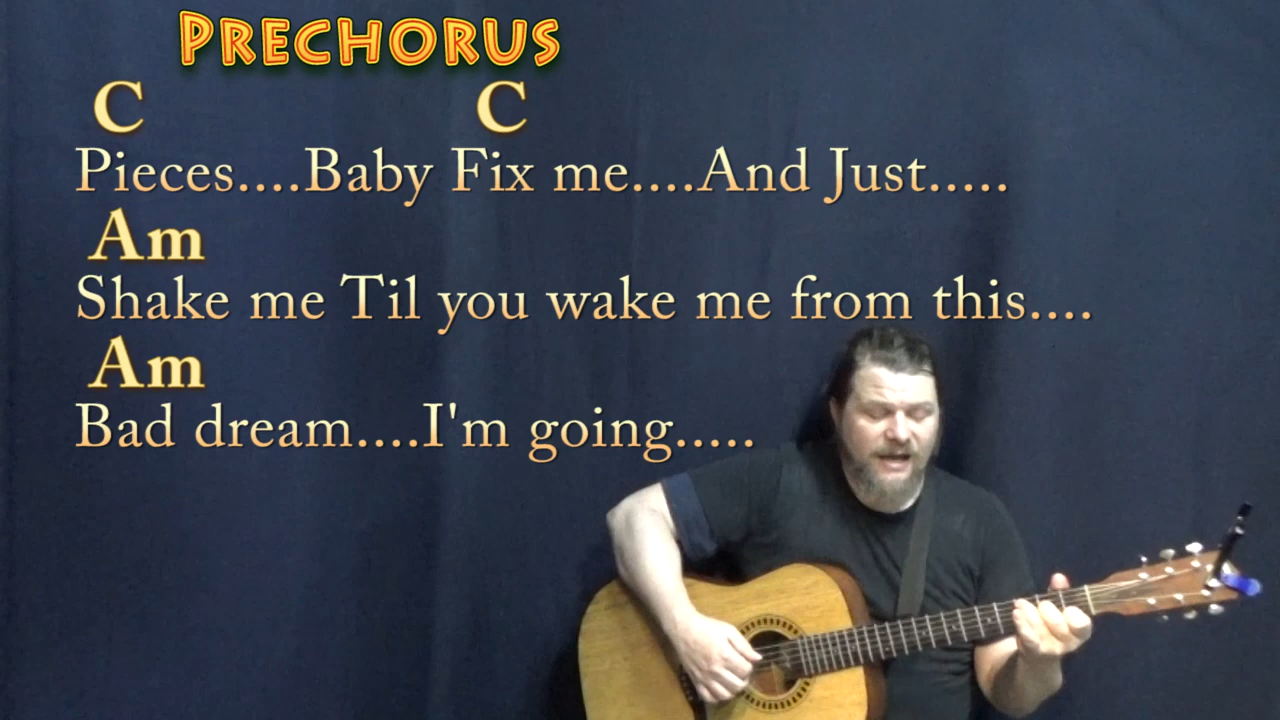 PRECHORUS
C C
Pieces....Baby Fix me....And Just.....
Am
Shake me Til you wake me from this....
Am
Bad dream....I'm going.....